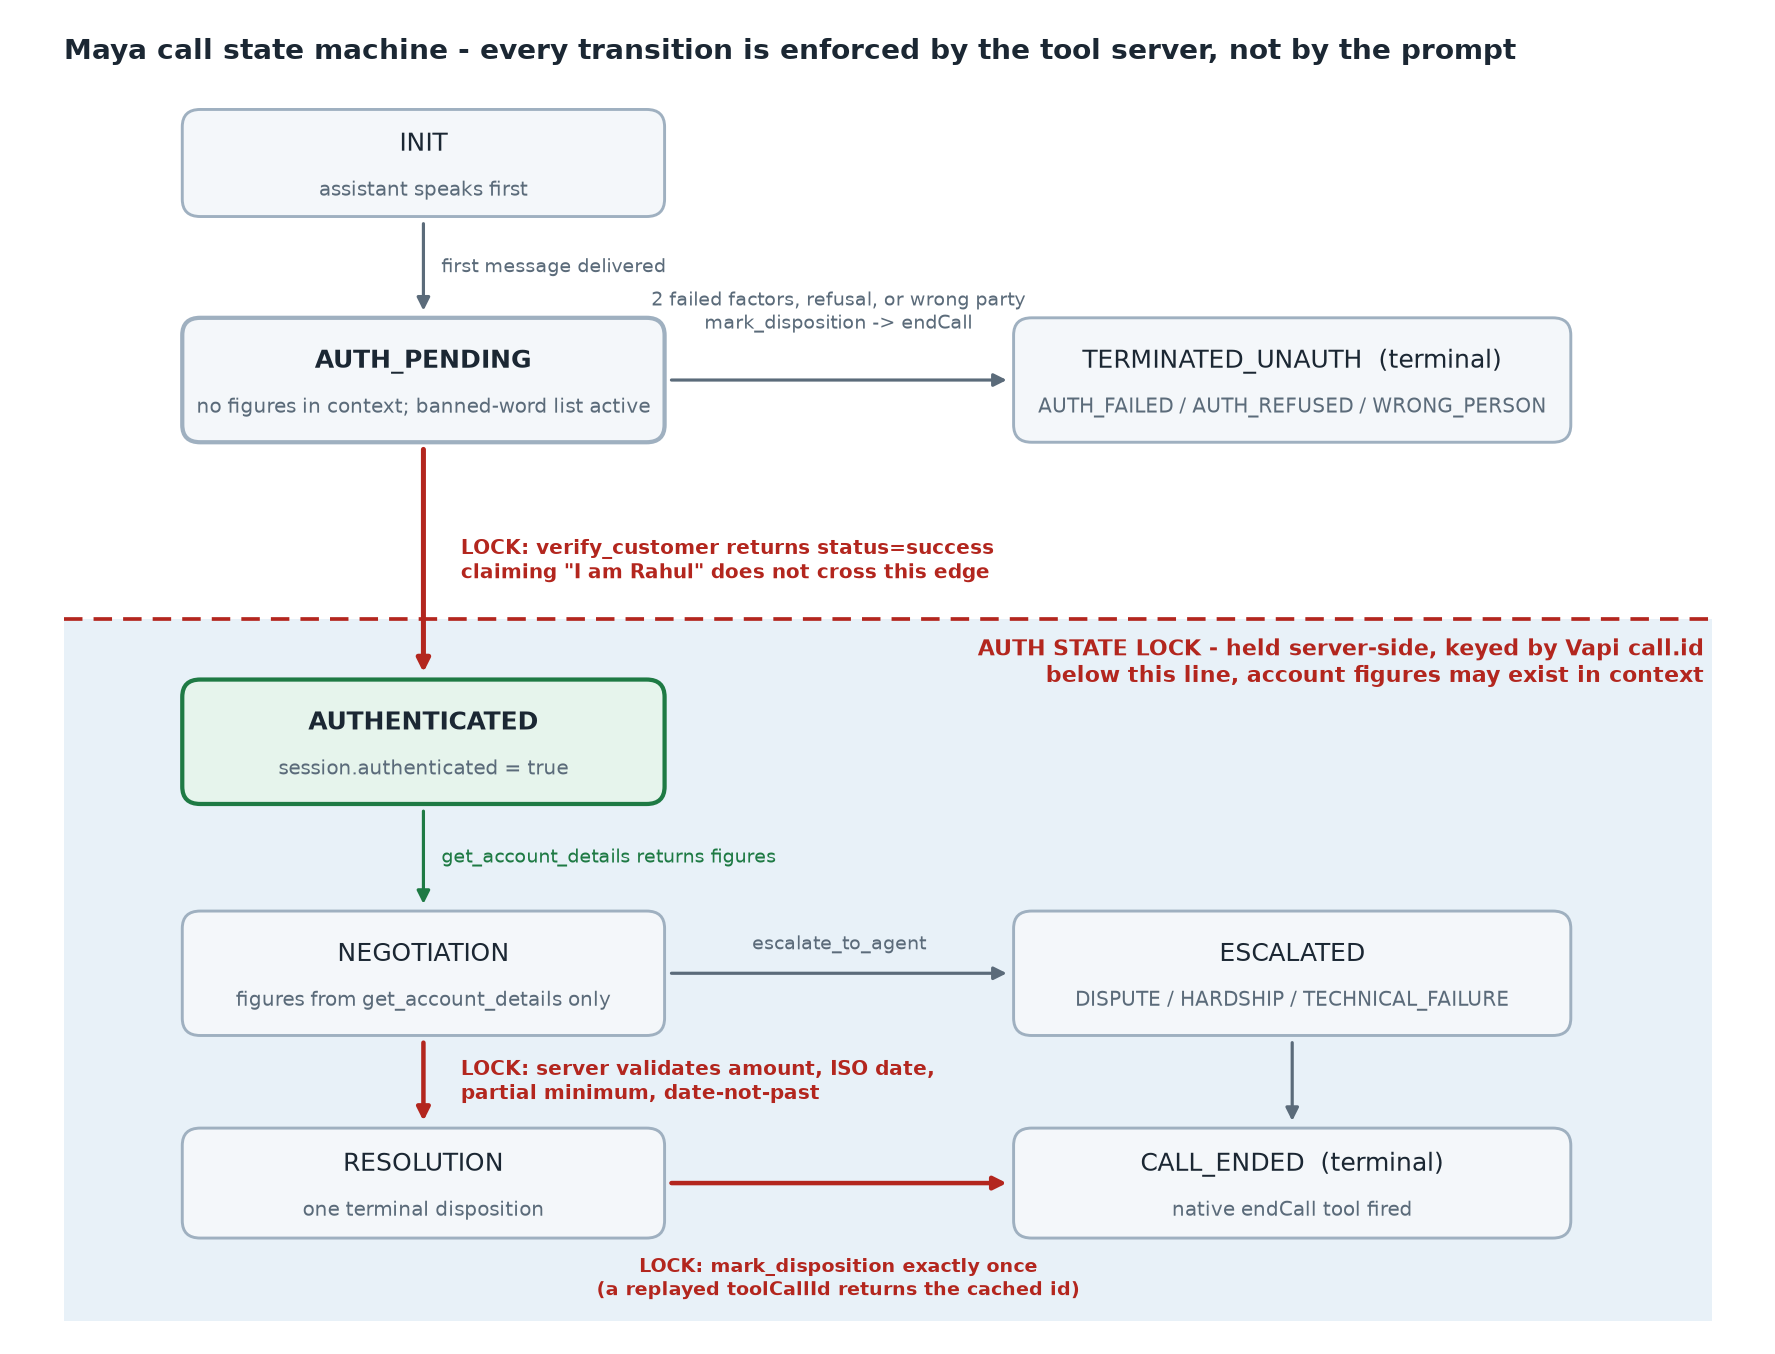 Maya call state machine - every transition is enforced by the tool server, not by the prompt
INIT
assistant speaks first
first message delivered
2 failed factors, refusal, or wrong party
mark_disposition -> endCall
AUTH_PENDING
no figures in context; banned-word list active
TERMINATED_UNAUTH (terminal)
AUTH_FAILED / AUTH_REFUSED / WRONG_PERSON
LOCK: verify_customer returns status=success
claiming "I am Rahul" does not cross this edge
AUTH STATE LOCK - held server-side, keyed by Vapi call.id
below this line, account figures may exist in context
AUTHENTICATED
session.authenticated = true
get_account_details returns figures
NEGOTIATION
figures from get_account_details only
escalate_to_agent
ESCALATED
DISPUTE / HARDSHIP / TECHNICAL_FAILURE
LOCK: server validates amount, ISO date,
partial minimum, date-not-past
RESOLUTION
one terminal disposition
CALL_ENDED (terminal)
native endCall tool fired
LOCK: mark_disposition exactly once
(a replayed toolCallId returns the cached id)